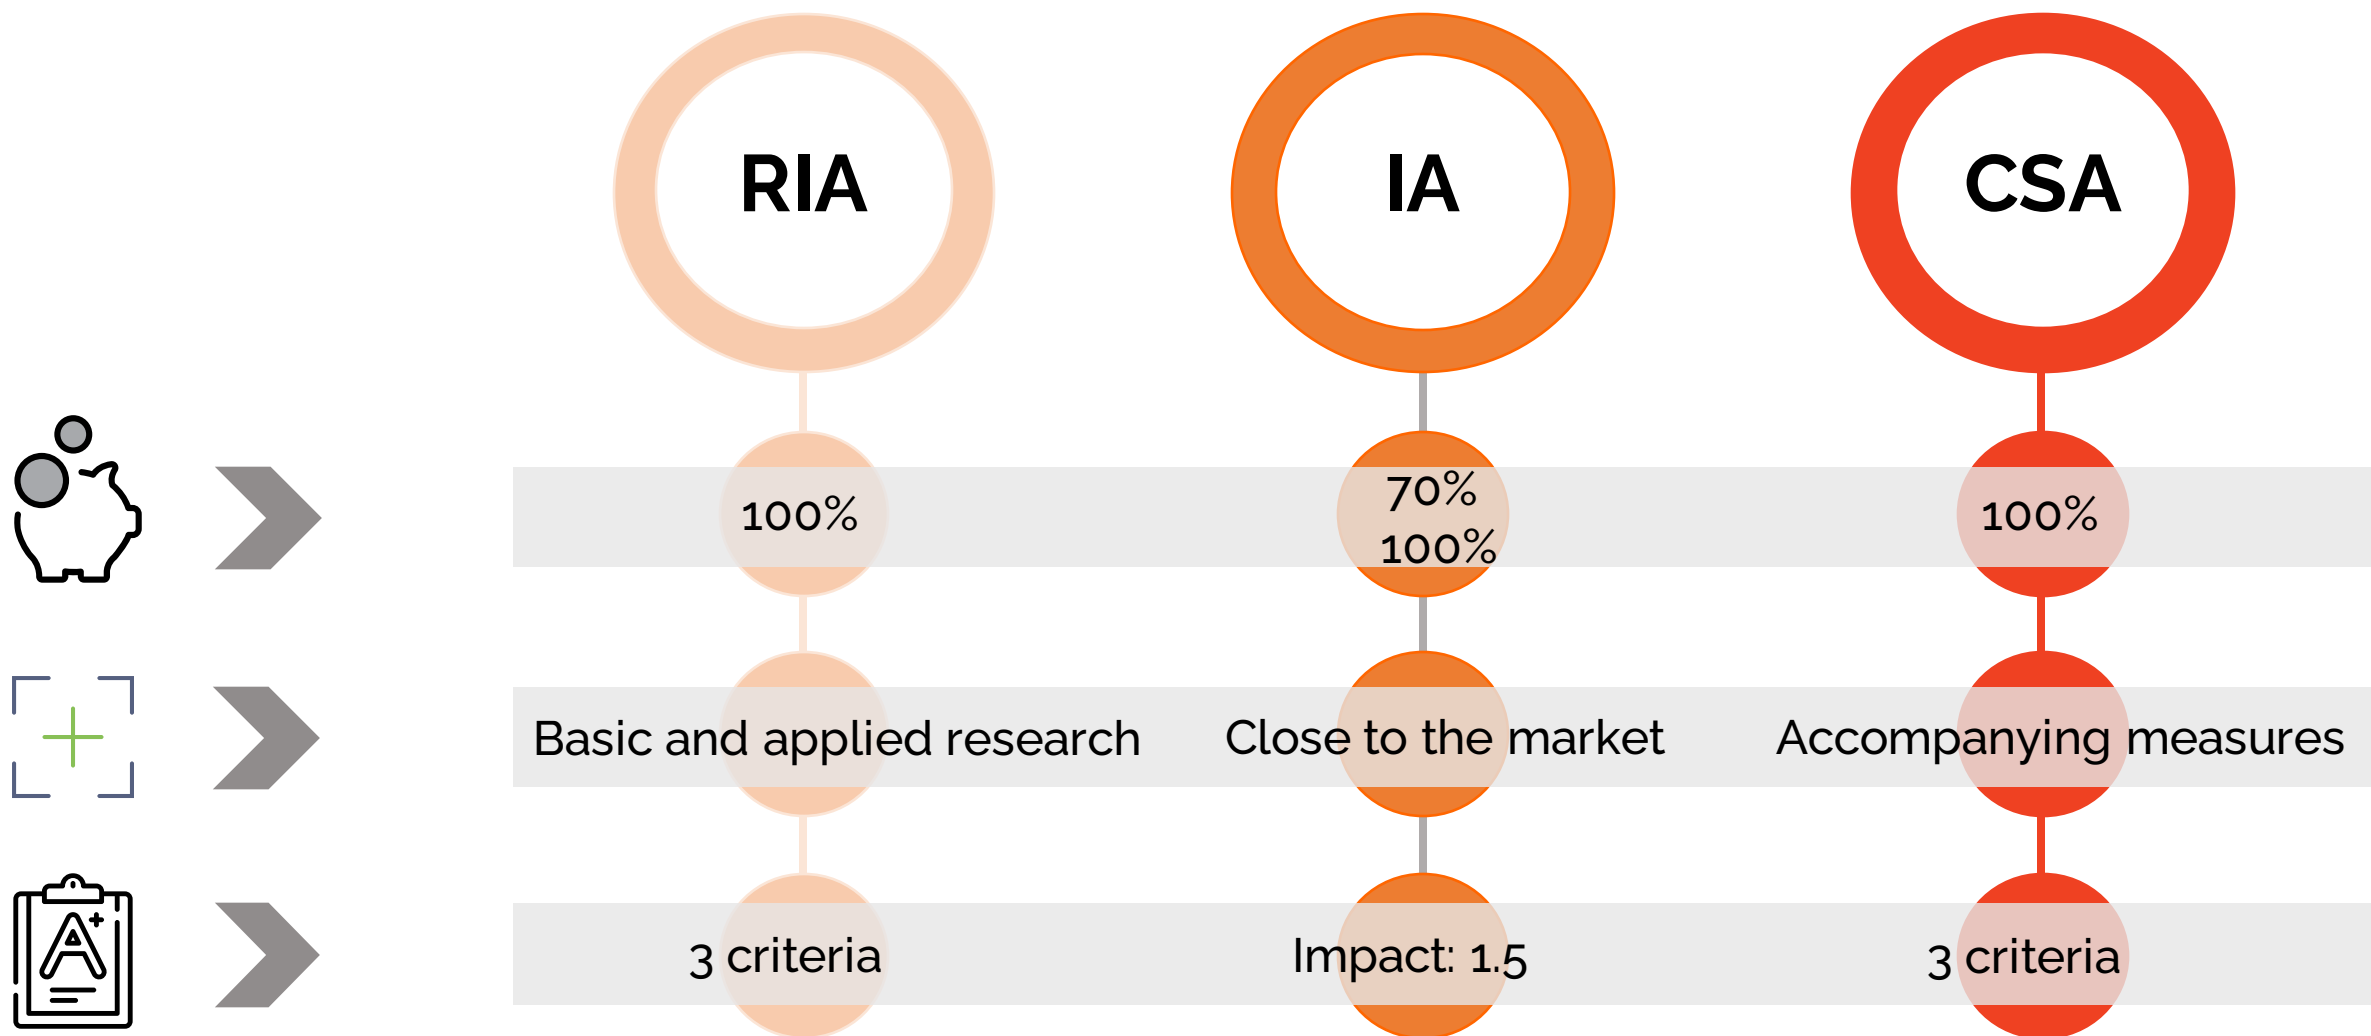 RIA
IA
CSA
100%
70%
100%
100%
Basic and applied research
Close to the market
Accompanying measures
A+
3 criteria
Impact: 1.5
3 criteria